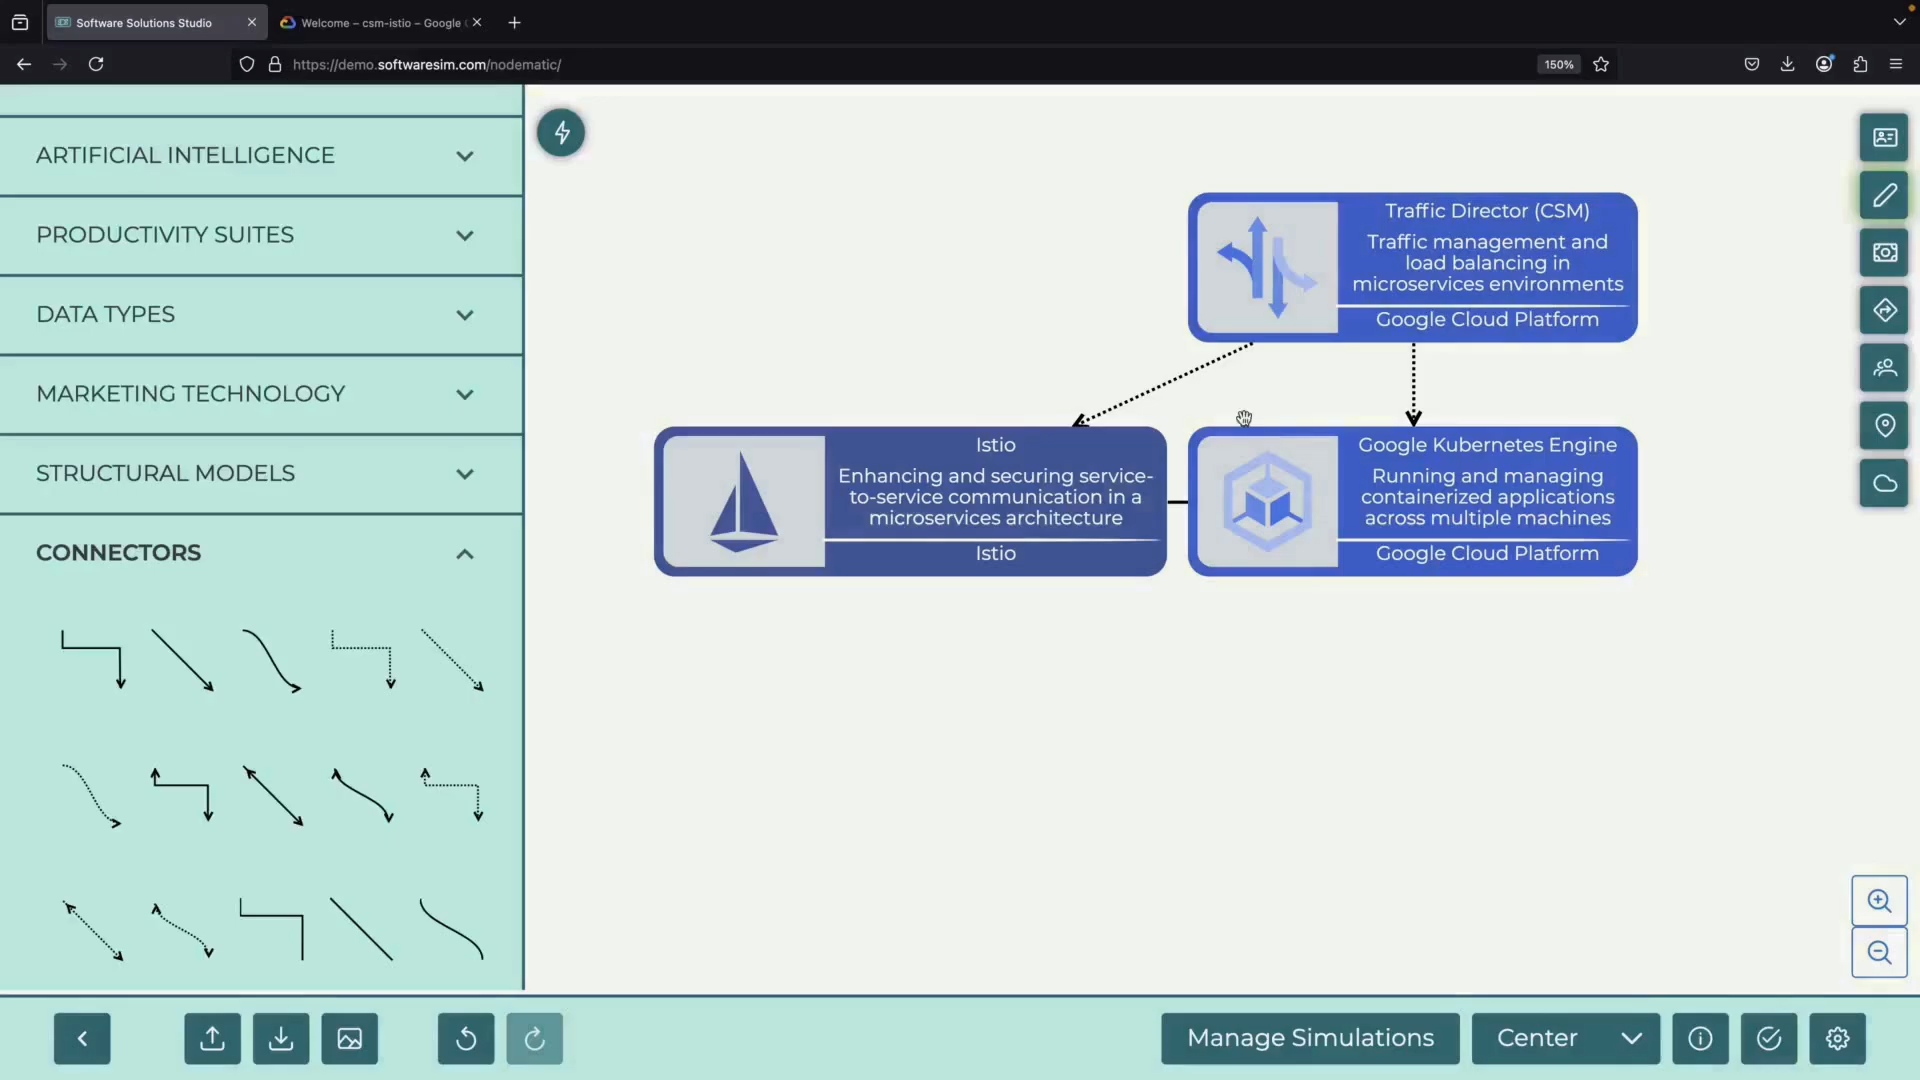 Software Solutions Studio
Welcome – csm-istio – Google
https://demo.softwaresim.com/nodematic/
150%
ARTIFICIAL INTELLIGENCE
PRODUCTIVITY SUITES
DATA TYPES
MARKETING TECHNOLOGY
STRUCTURAL MODELS
CONNECTORS
Traffic Director (CSM)
Traffic management and
load balancing in
microservices environments
Google Cloud Platform
Istio
Enhancing and securing service-
to-service communication in a
microservices architecture
Istio
Google Kubernetes Engine
Running and managing
containerized applications
across multiple machines
Google Cloud Platform
Manage Simulations
Center